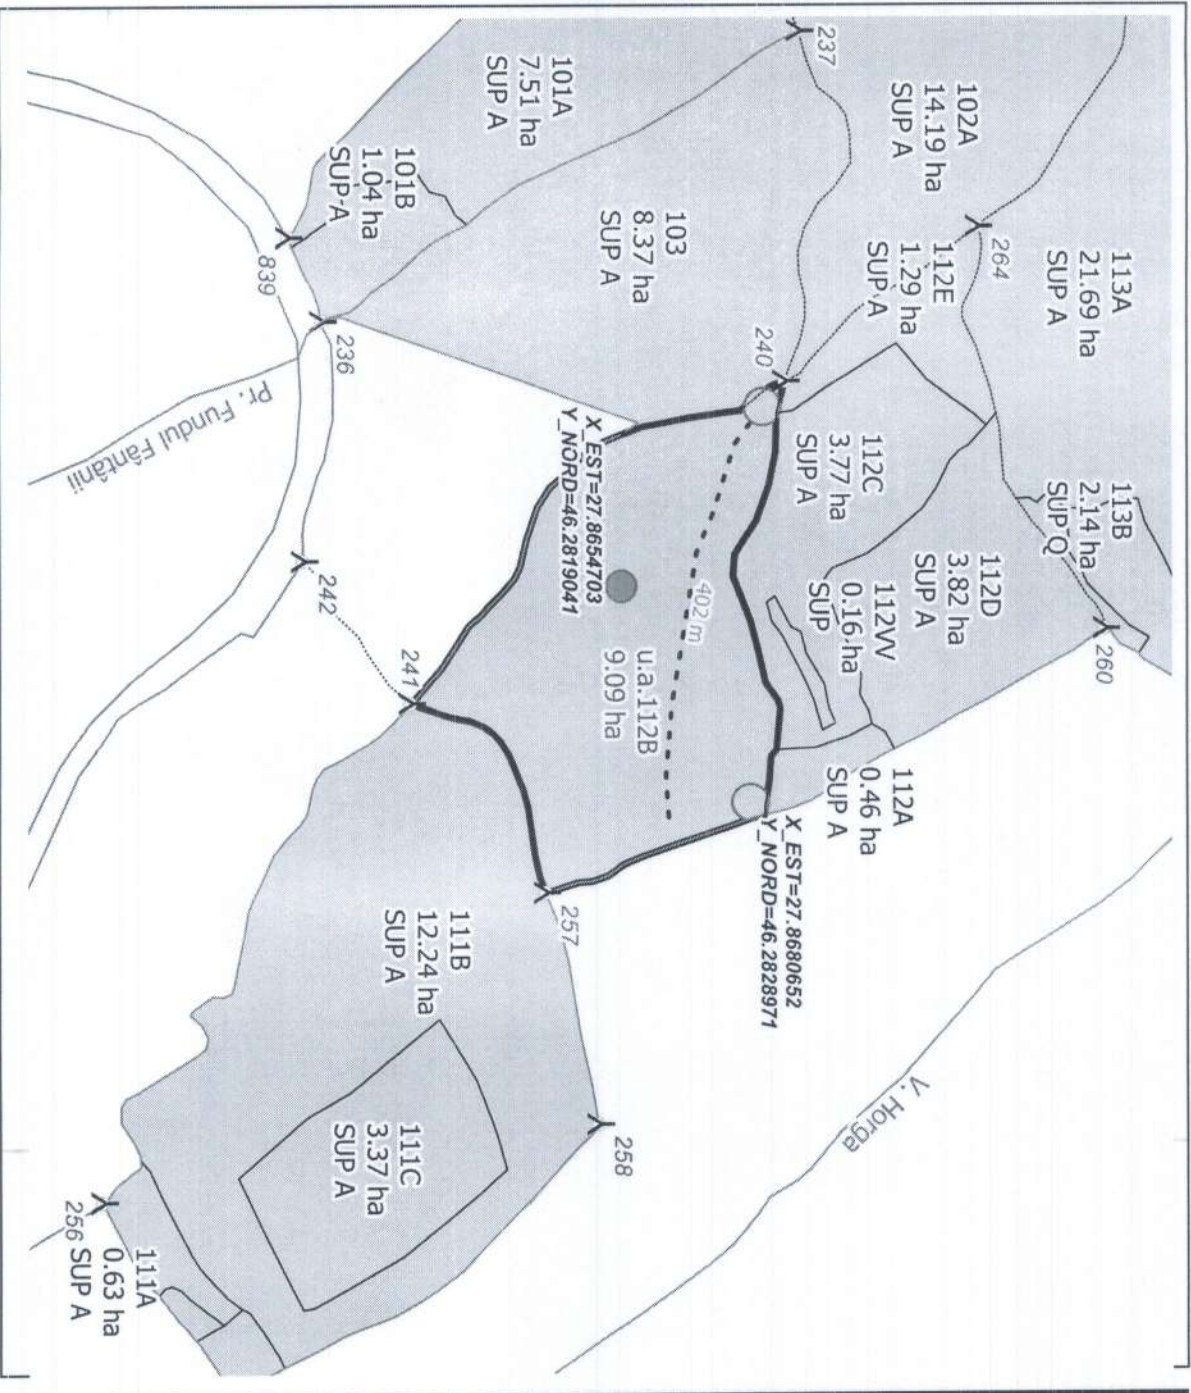 237
101A
7.51 ha
SUP A
102A
14.19 ha
SUP A
101B
1.04 ha
SUP A
103
8.37 ha
SUP A
264
113A
21.69 ha
SUP A
112E
1.29 ha
SUP A
839
236
240
pr. Fundul Fântânii
112C
3.77 ha
SUP A
113B
2.14 ha
SUP Q
X_EST=27.8654703
Y_NORD=46.2819041
402 m
112D
3.82 ha
SUP A
112VV
0.16 ha
SUP
260
242
241
u.a.112B
9.09 ha
112A
0.46 ha
SUP A
X_EST=27.8680652
Y_NORD=46.2828971
257
111B
12.24 ha
SUP A
V. Horga
258
111C
3.37 ha
SUP A
256
111A
0.63 ha
SUP A